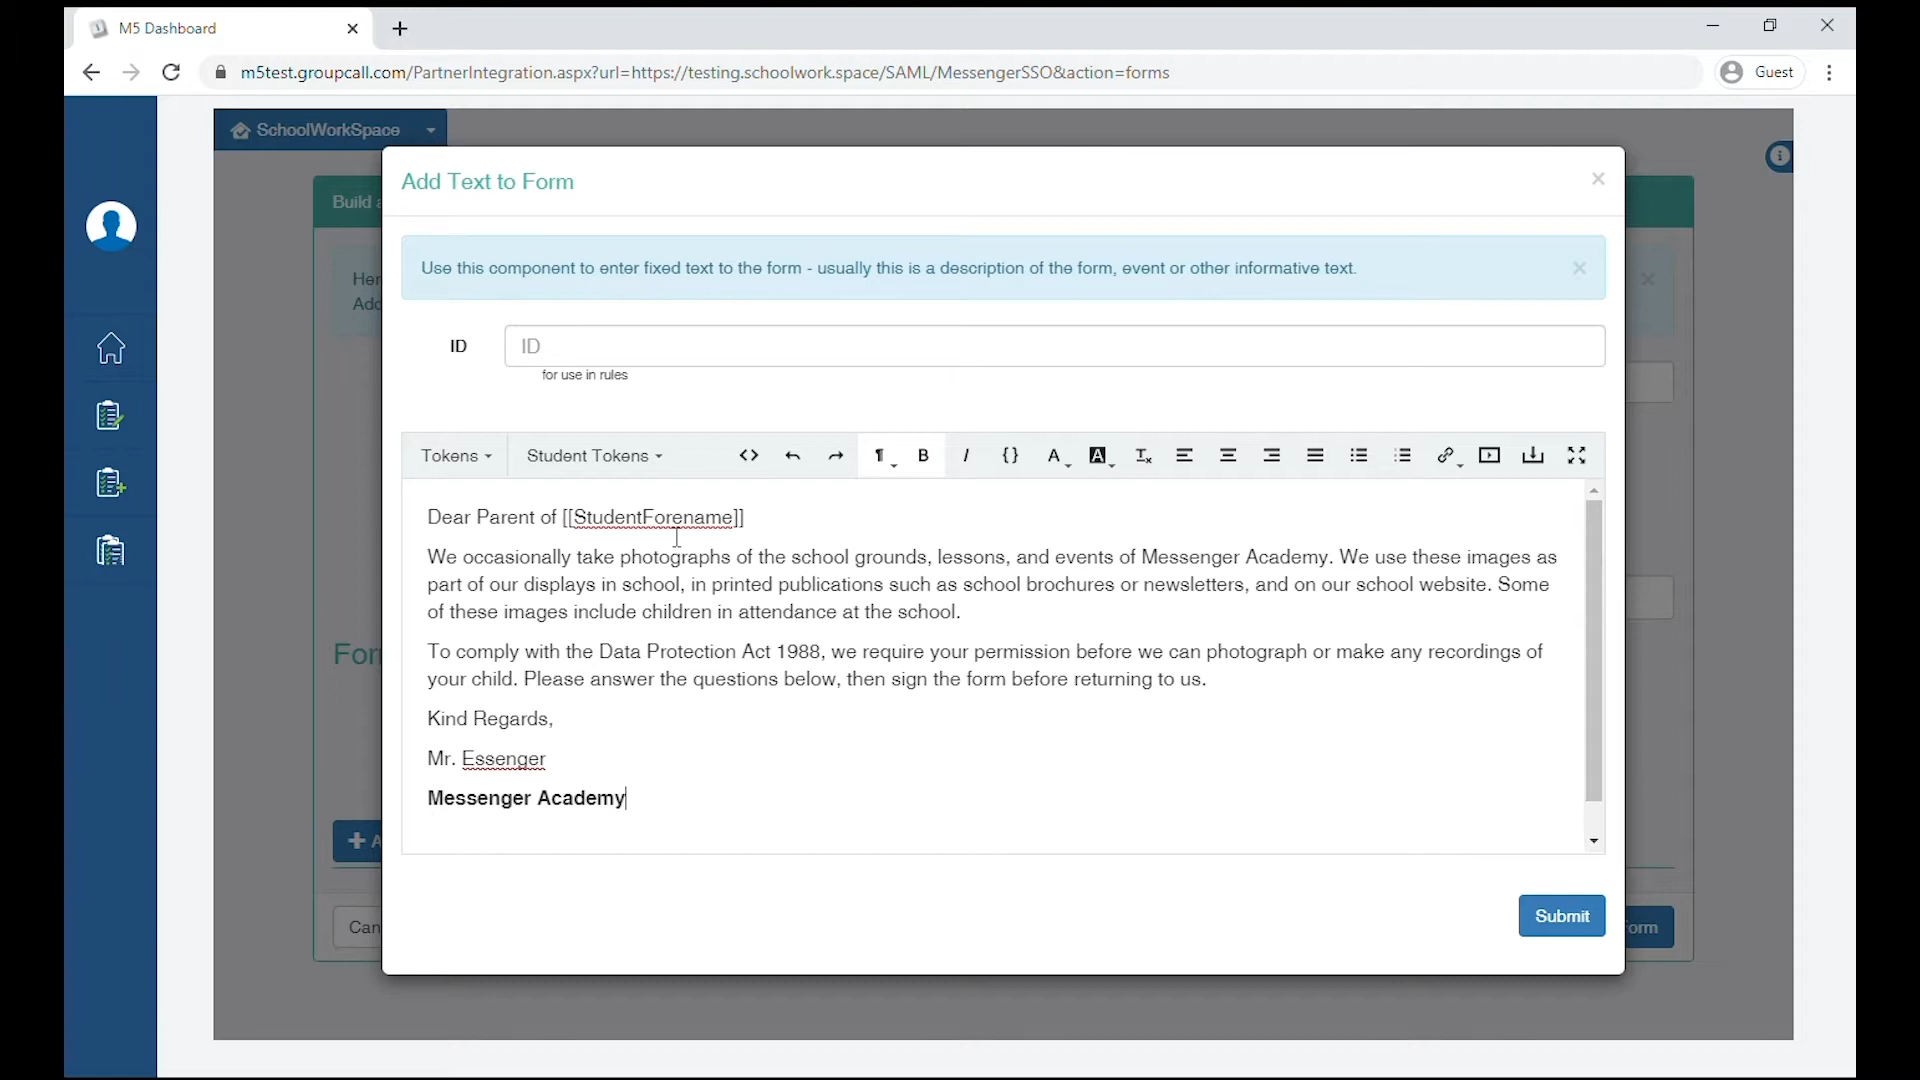 M5 Dashboard
m5test.groupcall.com/PartnerIntegration.aspx?url=https://testing.schoolwork.space/SAML/MessengerSSO&action=forms
Guest
SchoolWorkSpace
Build
Add Text to Form
Use this component to enter fixed text to the form - usually this is a description of the form, event or other informative text.
ID
ID
for use in rules
Tokens
Student Tokens
Dear Parent of [[StudentForename]]
We occasionally take photographs of the school grounds, lessons, and events of Messenger Academy. We use these images as
part of our displays in school, in printed publications such as school brochures or newsletters, and on our school website. Some
of these images include children in attendance at the school.
To comply with the Data Protection Act 1988, we require your permission before we can photograph or make any recordings of
your child. Please answer the questions below, then sign the form before returning to us.
Kind Regards,
Mr. Essenger
Messenger Academy
Submit